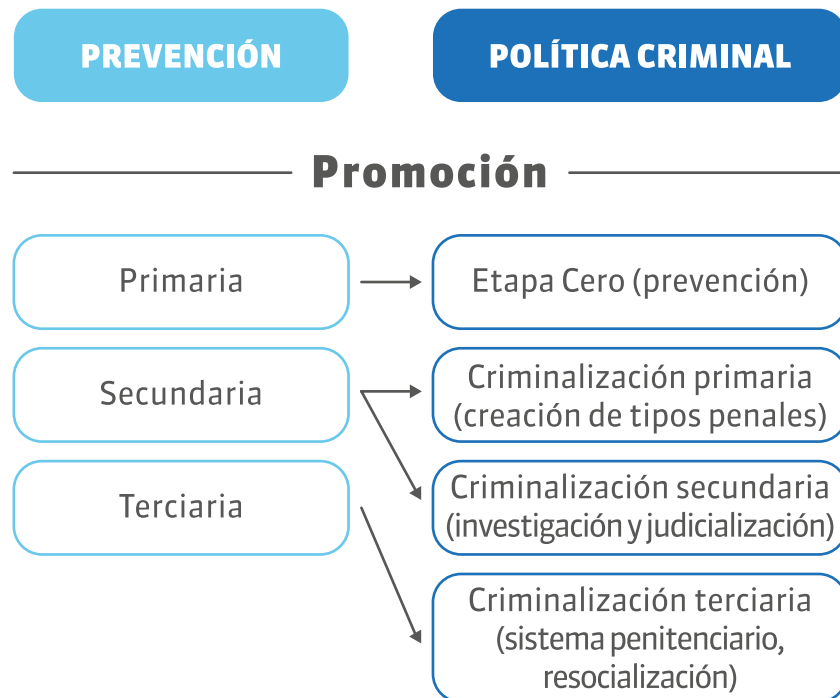 PREVENCIÓN
POLÍTICA CRIMINAL
Promoción
Primaria
Etapa Cero (prevención)
Secundaria
Criminalización primaria
(creación de tipos penales)
Terciaria
Criminalización secundaria
(investigación y judicialización)
Criminalización terciaria
(sistema penitenciario,
resocialización)